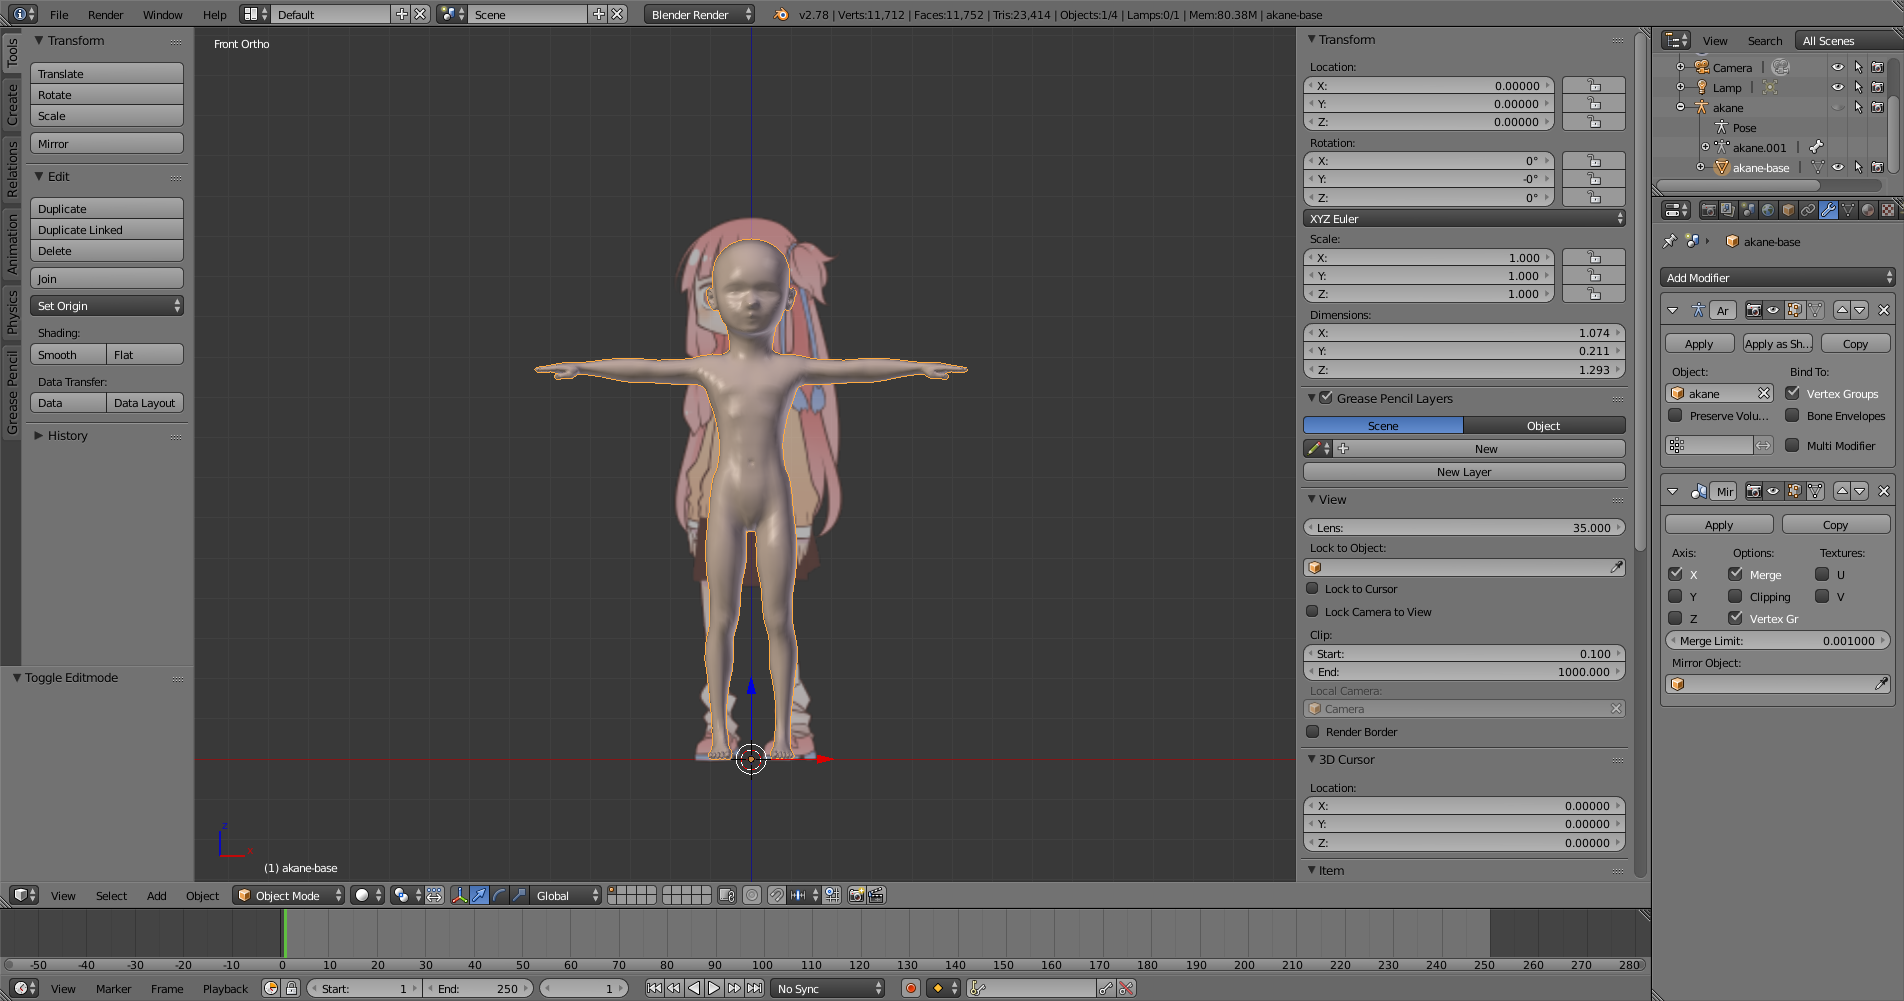 File Render Window Help Default Scene Blender Render v2.78 | Verts:11,712 | Faces:11,752 | Tris:23,414 | Objects:1/4 | Lamps:0/1 | Mem:80.38M | akane-base
Tools
Create
Relations
Animation
Physics
Grease Pencil
Transform
Translate
Rotate
Scale
Mirror
Edit
Duplicate
Duplicate Linked
Delete
Join
Set Origin
Shading:
Smooth Flat
Data Transfer:
Data Data Layout
History
Toggle Editmode
Front Ortho
z
(1) akane-base
Transform
Location:
X: 0.00000
Y: 0.00000
Z: 0.00000
Rotation:
X: 0°
Y: -0°
Z: 0°
XYZ Euler
Scale:
X: 1.000
Y: 1.000
Z: 1.000
Dimensions:
X: 1.074
Y: 0.211
Z: 1.293
Grease Pencil Layers
Scene Object
New
New Layer
View
Lens: 35.000
Lock to Object:
Lock to Cursor
Lock Camera to View
Clip:
Start: 0.100
End: 1000.000
Local Camera:
Camera
Render Border
3D Cursor
Location:
X: 0.00000
Y: 0.00000
Z: 0.00000
Item
View Search All Scenes
Camera
Lamp
akane
Pose
akane.001
akane-base
akane-base
Add Modifier
Ar
Apply Apply as Sh... Copy
Object: Bind To:
akane Vertex Groups
Preserve Volu... Bone Envelopes
Multi Modifier
Mir
Apply Copy
Axis: Options: Textures:
X Merge U
Y Clipping V
Z Vertex Gr
Merge Limit: 0.001000
Mirror Object:
View Select Add Object Object Mode Global
-50 -40 -30 -20 -10 0 10 20 30 40 50 60 70 80 90 100 110 120 130 140 150 160 170 180 190 200 210 220 230 240 250 260 270 280
View Marker Frame Playback Start: 1 End: 250 1 No Sync